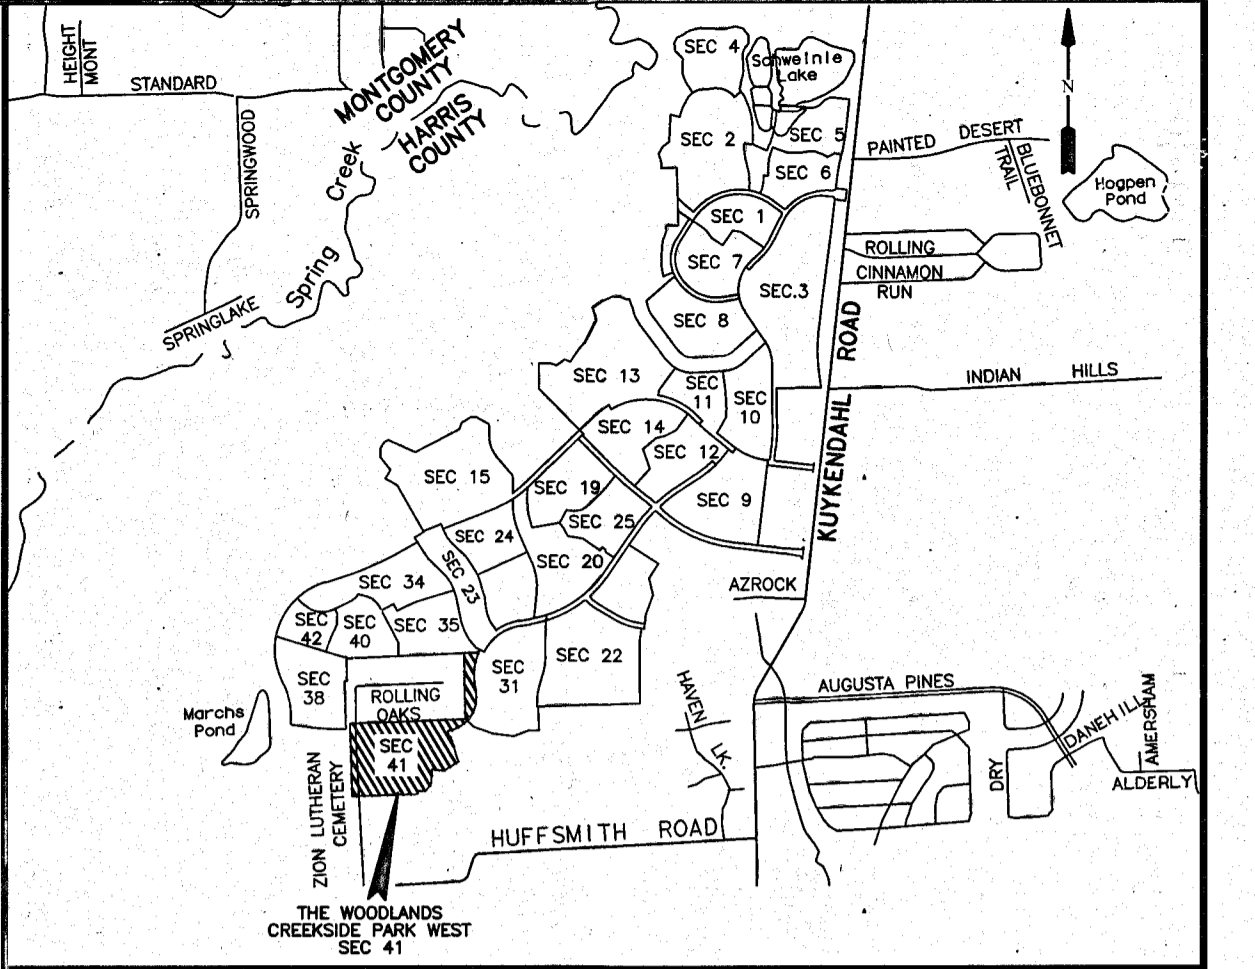 HEIGHT
MONT
STANDARD
SPRINGWOOD
SPRINGLAKE
MONTGOMERY
COUNTY
HARRIS
COUNTY
Spring Creek
SEC 4
Schweinle
Lake
SEC 2
SEC 5
SEC 6
SEC 1
SEC 7
SEC.3
SEC 8
N
PAINTED DESERT
BLUEBONNET
TRAIL
Hogpen
Pond
ROLLING
CINNAMON
RUN
KUYKENDAHL ROAD
INDIAN HILLS
SEC 13
SEC
11
SEC
10
SEC 14
SEC 12
SEC 15
SEC 19
SEC 9
SEC 25
SEC 24
SEC 20
SEC 23
SEC 34
SEC
42
SEC
40
SEC 35
AZROCK
SEC
38
SEC
31
SEC 22
ROLLING
OAKS
Marchs
Pond
SEC
41
ZION LUTHERAN
CEMETERY
HAVEN
LK.
AUGUSTA PINES
DRY
DANEHILL
AMERSHAM
ALDERLY
HUFFSMITH ROAD
THE WOODLANDS
CREEKSIDE PARK WEST
SEC 41